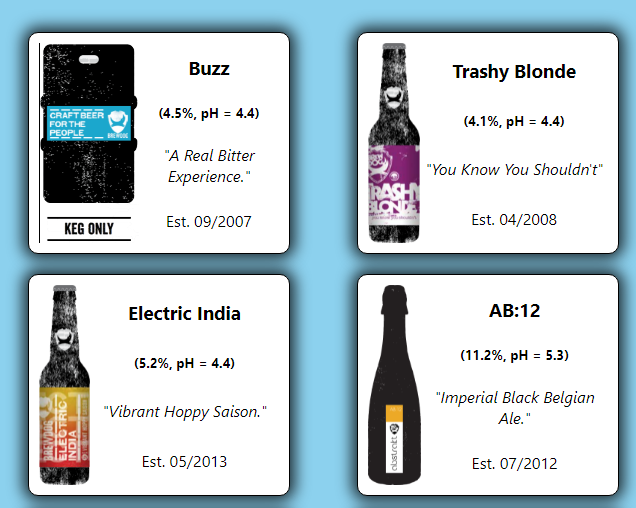 Buzz
(4.5%, pH = 4.4)
"A Real Bitter
Experience."
Est. 09/2007
CRAFT BEER
FOR THE
PEOPLE
BREWDOG
KEG ONLY
Trashy Blonde
(4.1%, pH = 4.4)
"You Know You Shouldn't"
Est. 04/2008
TRASHY
BLONDE
Electric India
(5.2%, pH = 4.4)
"Vibrant Hoppy Saison."
Est. 05/2013
BREWDOG
ELECTRIC
INDIA
AB:12
(11.2%, pH = 5.3)
"Imperial Black Belgian
Ale."
Est. 07/2012